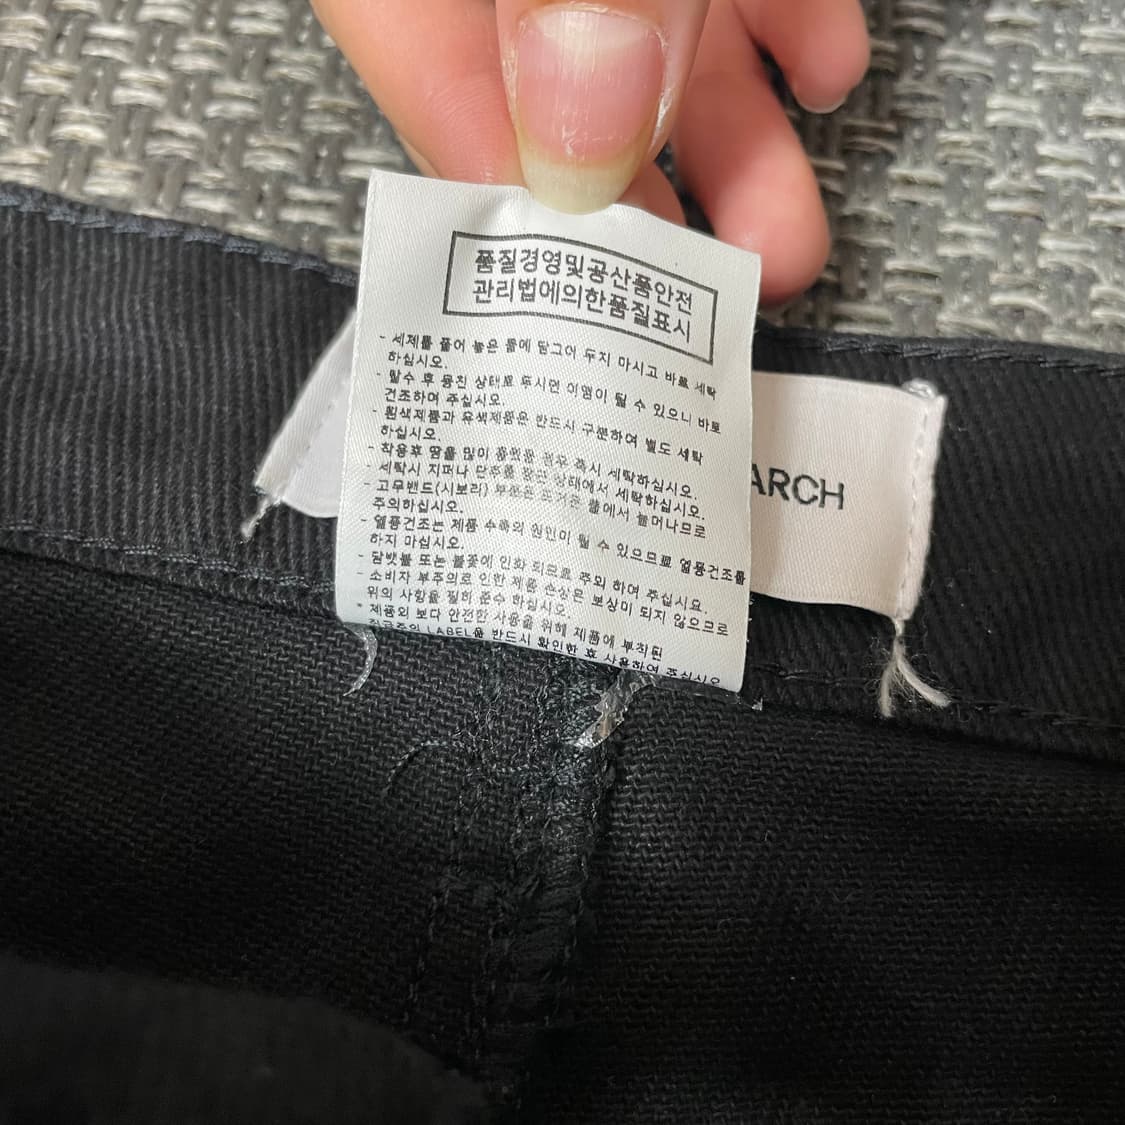 품질경영및공산품안전
관리법에의한품질표시
- 세제를 풀어 놓은 물에 담그어 두지 마시고 바로 세탁
하십시오.
- 탈수 후 뭉친 상태로 두시면 이염이 될 수 있으니 바로
건조하여 주십시오.
- 흰색제품과 유색제품은 반드시 구분하여 별도 세탁
하십시오.
- 착용후 땀을 많이 흘렸을 경우 즉시 세탁하십시오.
- 세탁시 지퍼나 단추를 잠근 상태에서 세탁하십시오.
- 고무밴드(시보리) 부분은 뜨거운 물에서 늘어나므로
주의하십시오.
- 열풍건조는 제품 수축의 원인이 될 수 있으므로 열풍건조를
하지 마십시오.
- 담뱃불 또는 불꽃에 인화 되므로 주의 하여 주십시요.
- 소비자 부주의로 인한 제품 손상은 보상이 되지 않으므로
위의 사항을 필히 준수 하십시오.
* 제품의 보다 안전한 사용을 위해 제품에 부착된
취급주의 LABEL을 반드시 확인한 후 사용하여 주십시오
ARCH